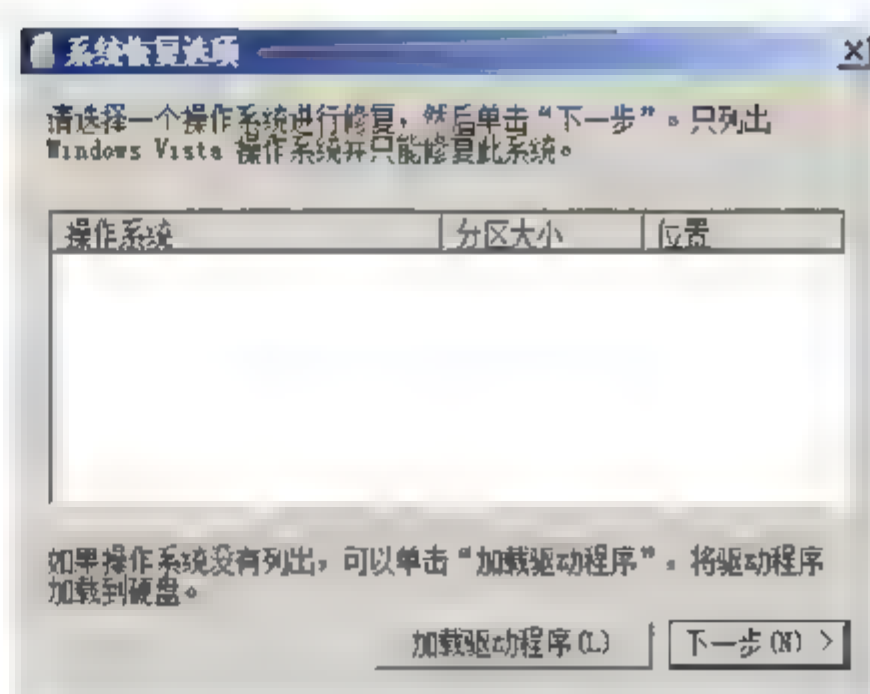 系统恢复选项
请选择一个操作系统进行修复，然后单击“下一步”。只列出
Windows Vista 操作系统并只能修复此系统。
操作系统 分区大小 位置
如果操作系统没有列出，可以单击“加载驱动程序”。将驱动程序
加载到硬盘。
加载驱动程序(L) 下一步(N) >